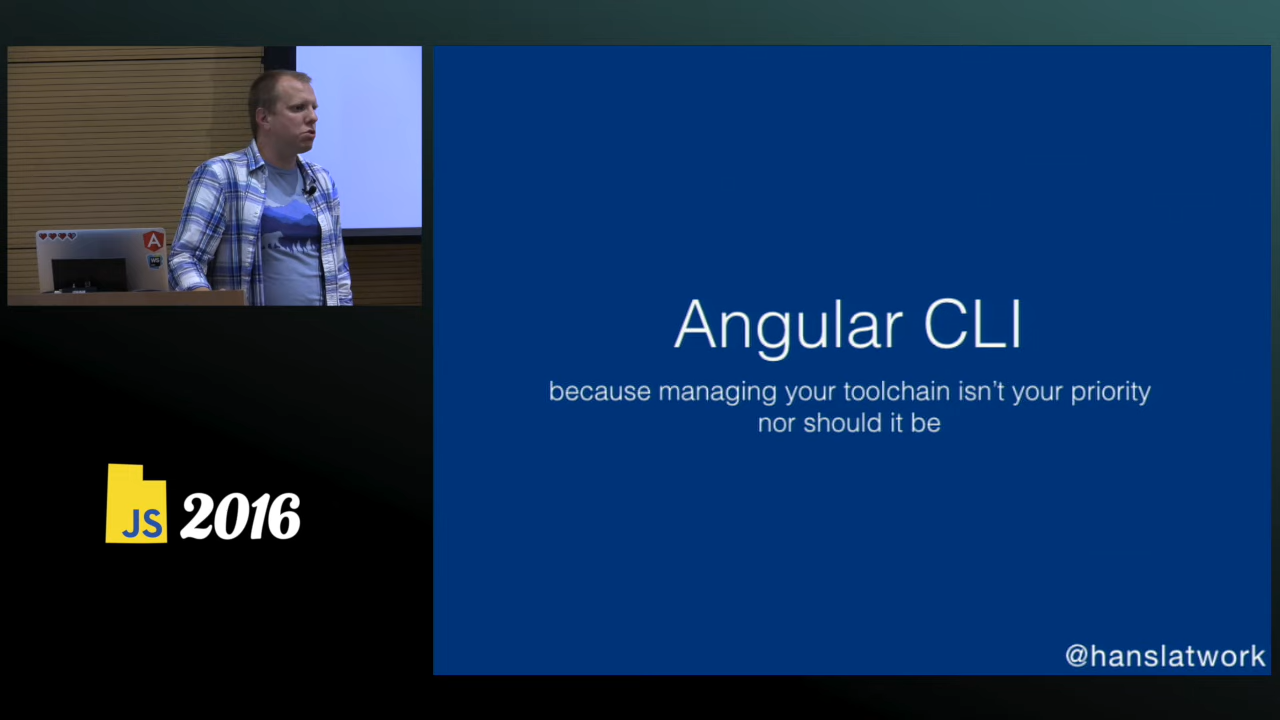 Angular CLI
because managing your toolchain isn't your priority
nor should it be
JS 2016
@hanslatwork
A